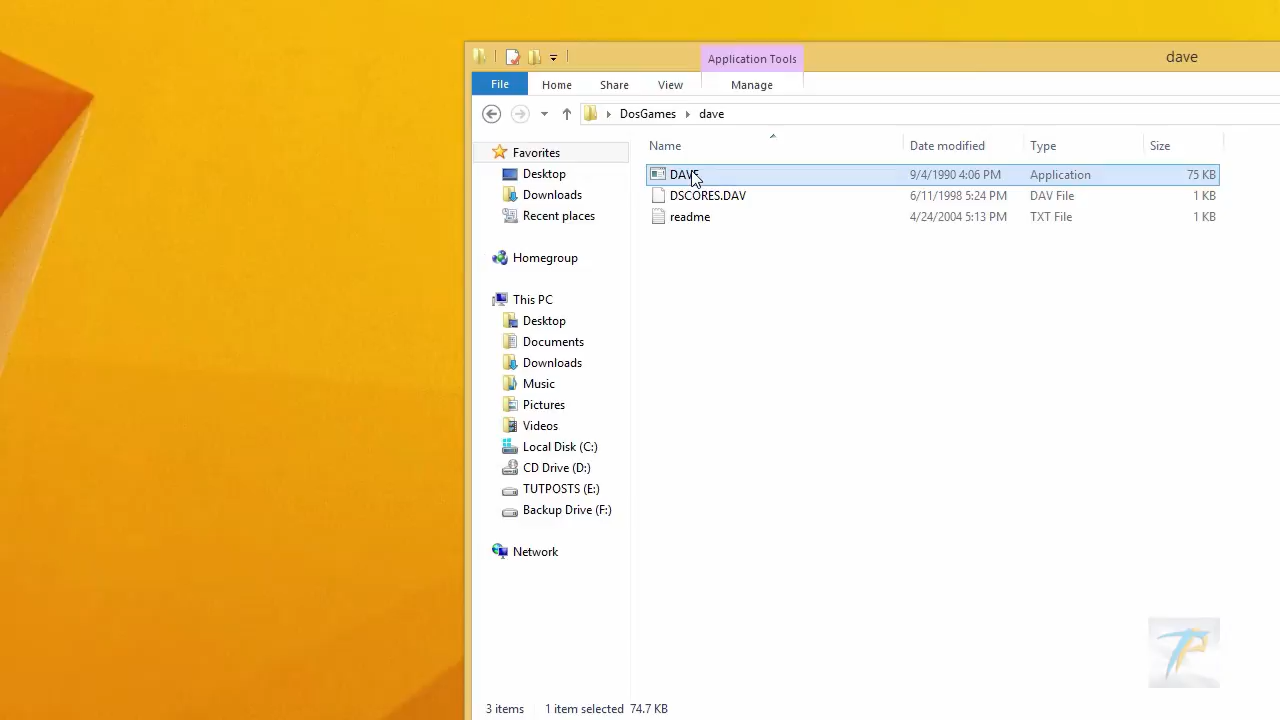 dave
Application Tools
File Home Share View Manage
DosGames dave
Name Date modified Type Size
Favorites
Desktop
Downloads
Recent places
Homegroup
This PC
Desktop
Documents
Downloads
Music
Pictures
Videos
Local Disk (C:)
CD Drive (D:)
TUTPOSTS (E:)
Backup Drive (F:)
Network
DAVE 9/4/1990 4:06 PM Application 75 KB
DSCORES.DAV 6/11/1998 5:24 PM DAV File 1 KB
readme 4/24/2004 5:13 PM TXT File 1 KB
3 items 1 item selected 74.7 KB